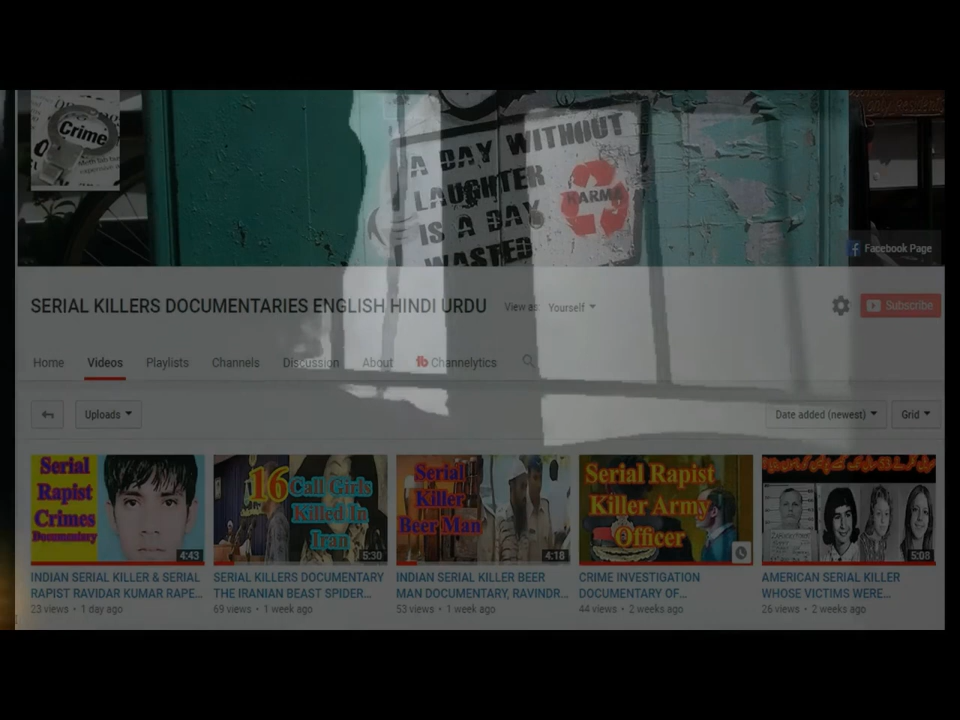 Crime
A DAY WITHOUT
LAUGHTER
IS A DAY
WASTED
KARMA
Facebook Page
SERIAL KILLERS DOCUMENTARIES ENGLISH HINDI URDU
View as: Yourself
Subscribe
Home Videos Playlists Channels Discussion About Channelytics
Uploads
Date added (newest) Grid
Serial
Rapist
Crimes
Documentary
4:43
16 Call Girls
Killed In
Iran
5:30
Serial
Killer
Beer Man
4:18
Serial Rapist
Killer Army
Officer
5:08
INDIAN SERIAL KILLER & SERIAL
RAPIST RAVIDAR KUMAR RAPE...
23 views • 1 day ago
SERIAL KILLERS DOCUMENTARY
THE IRANIAN BEAST SPIDER...
69 views • 1 week ago
INDIAN SERIAL KILLER BEER
MAN DOCUMENTARY, RAVINDR...
53 views • 1 week ago
CRIME INVESTIGATION
DOCUMENTARY OF...
44 views • 2 weeks ago
AMERICAN SERIAL KILLER
WHOSE VICTIMS WERE...
26 views • 2 weeks ago